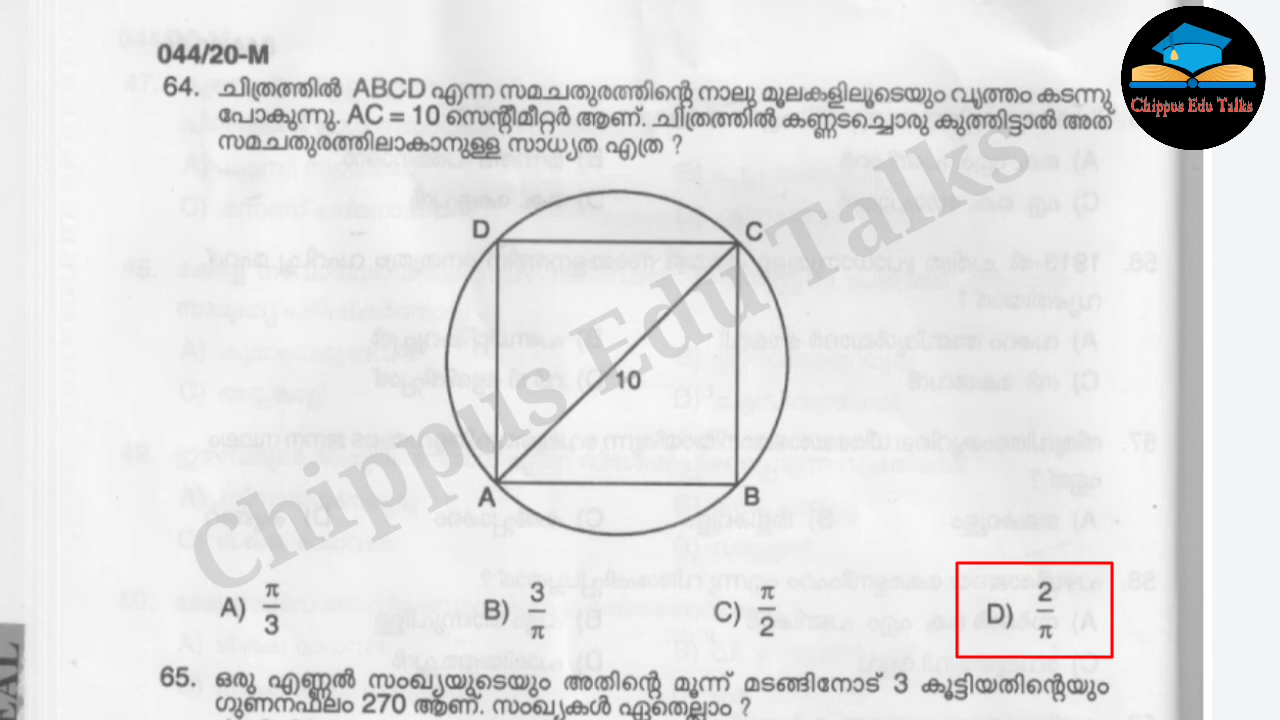 044/20-M
Chippus Edu Talks
64. ചിത്രത്തിൽ ABCD എന്ന സമചതുരത്തിന്റെ നാലു മൂലകളിലൂടെയും വൃത്തം കടന്നു
പോകുന്നു. AC = 10 സെന്റീമീറ്റർ ആണ്. ചിത്രത്തിൽ കണ്ണടച്ചൊരു കുത്തിട്ടാൽ അത്
സമചതുരത്തിലാകാനുള്ള സാധ്യത എത്ര ?
D C
10
A B
Chippus Edu Talks
A) π/3 B) 3/π C) π/2 D) 2/π
65. ഒരു എണ്ണൽ സംഖ്യയുടെയും അതിന്റെ മൂന്ന് മടങ്ങിനോട് 3 കൂട്ടിയതിന്റെയും
ഗുണനഫലം 270 ആണ്. സംഖ്യകൾ ഏതെല്ലാം ?
EAL